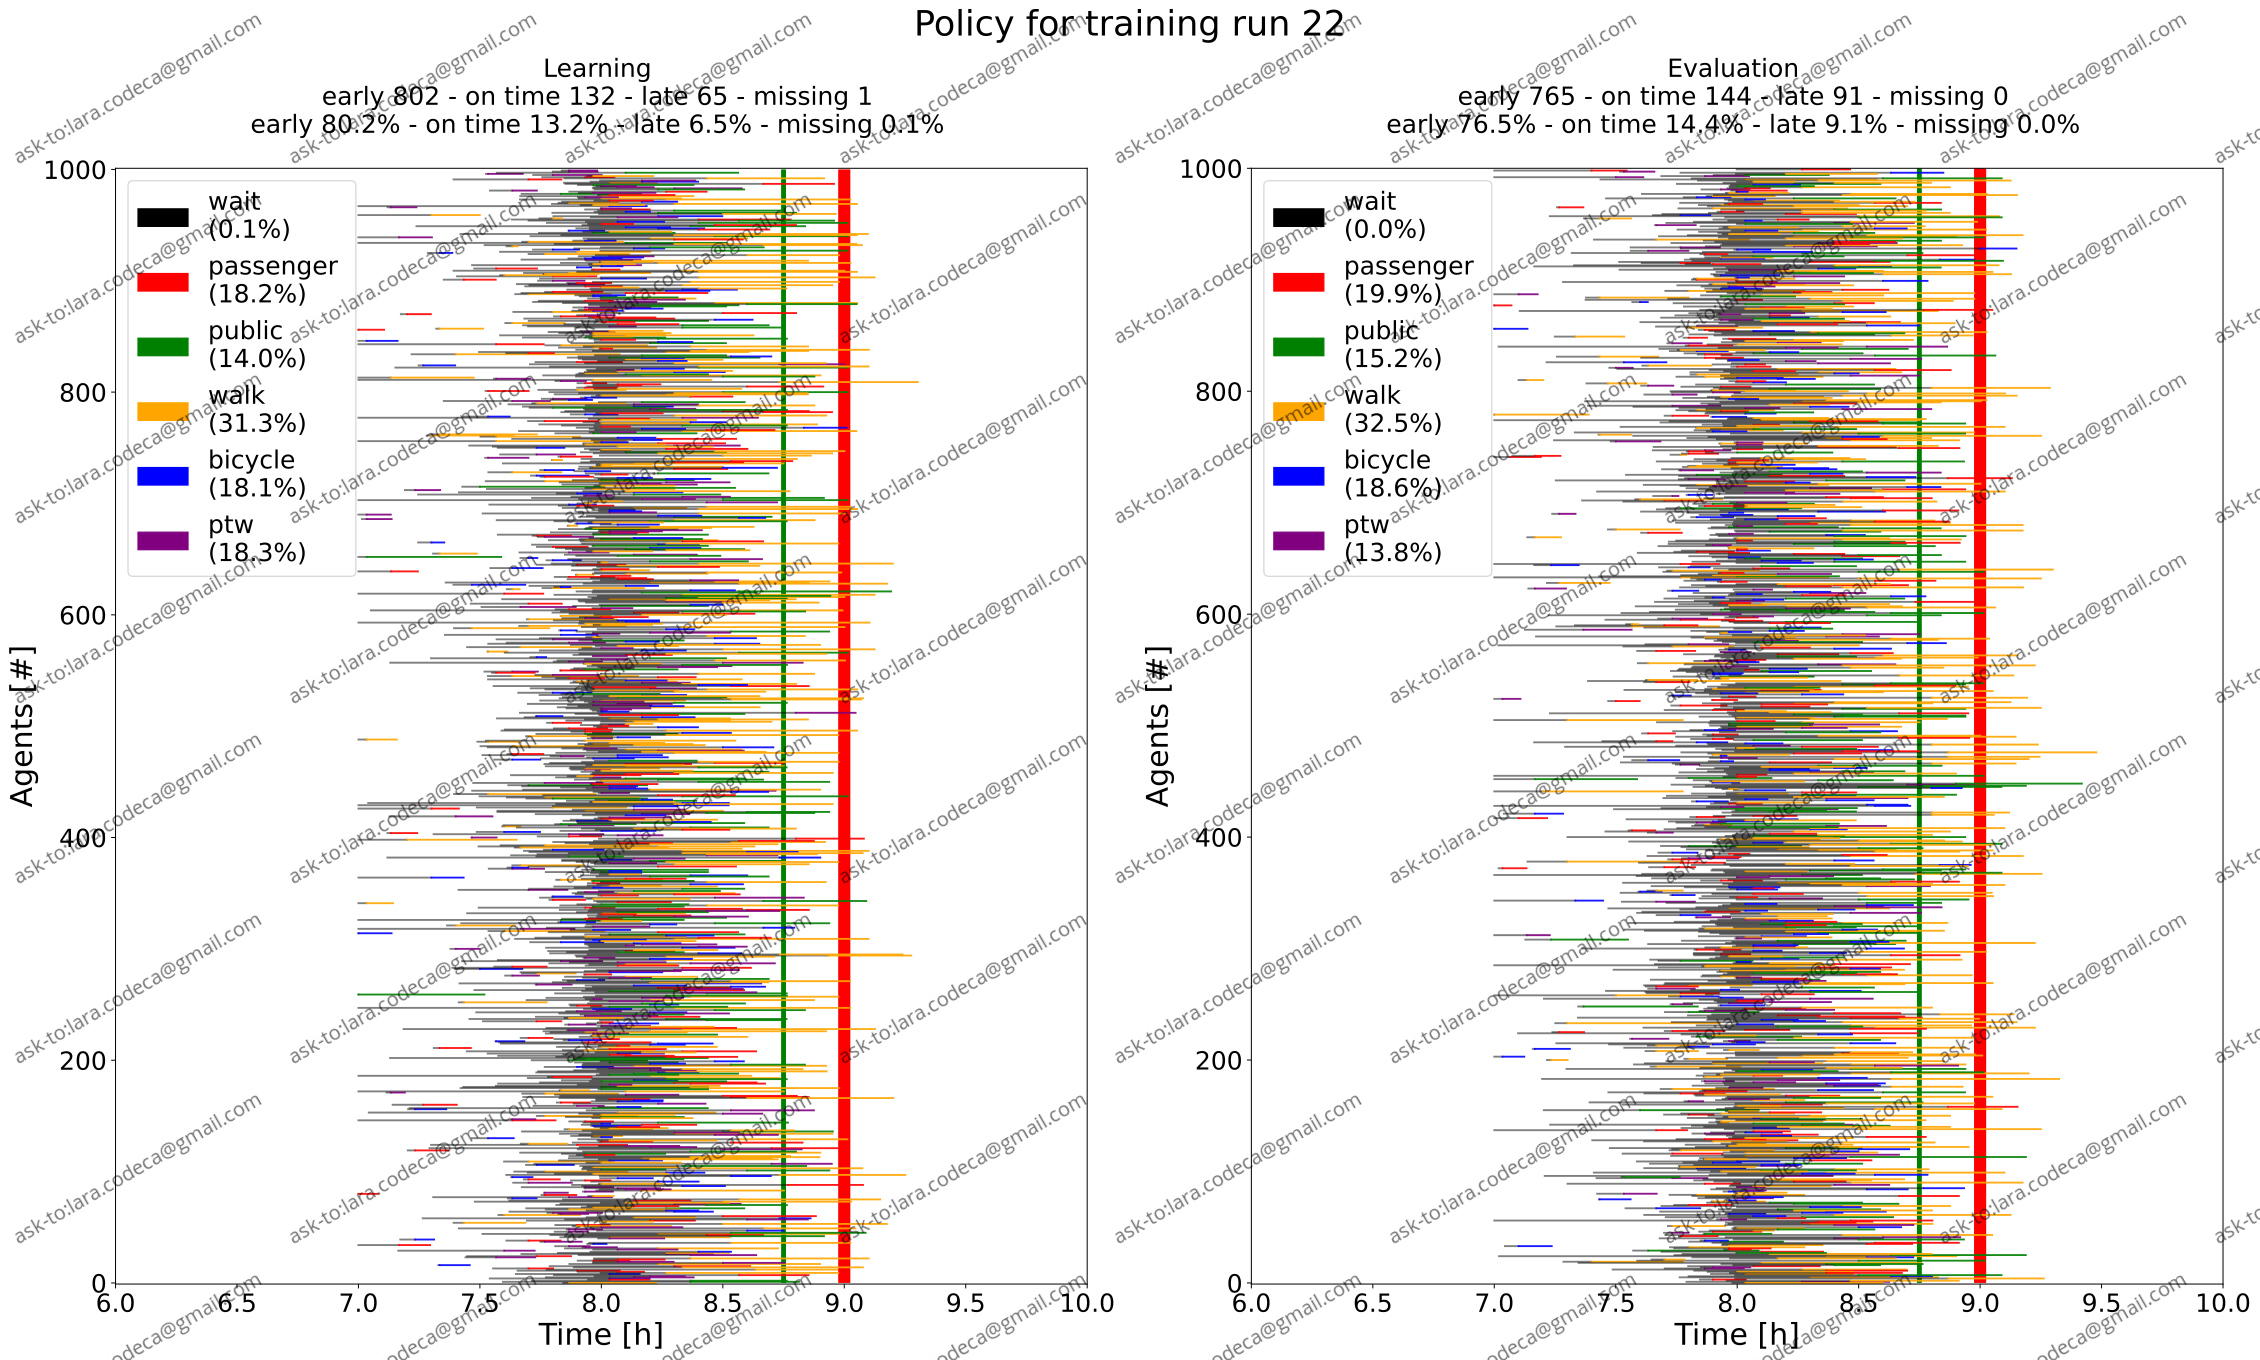 Policy for training run 22
Learning
early 802 - on time 132 - late 65 - missing 1
early 80.2% - on time 13.2% - late 6.5% - missing 0.1%
1000
800
600
400
200
0
Agents [#]
wait
(0.1%)
passenger
(18.2%)
public
(14.0%)
walk
(31.3%)
bicycle
(18.1%)
ptw
(18.3%)
6.0 6.5 7.0 7.5 8.0 8.5 9.0 9.5 10.0
Time [h]
Evaluation
early 765 - on time 144 - late 91 - missing 0
early 76.5% - on time 14.4% - late 9.1% - missing 0.0%
1000
800
600
400
200
0
Agents [#]
wait
(0.0%)
passenger
(19.9%)
public
(15.2%)
walk
(32.5%)
bicycle
(18.6%)
ptw
(13.8%)
6.0 6.5 7.0 7.5 8.0 8.5 9.0 9.5 10.0
Time [h]
ask-to:lara.codeca@gmail.com